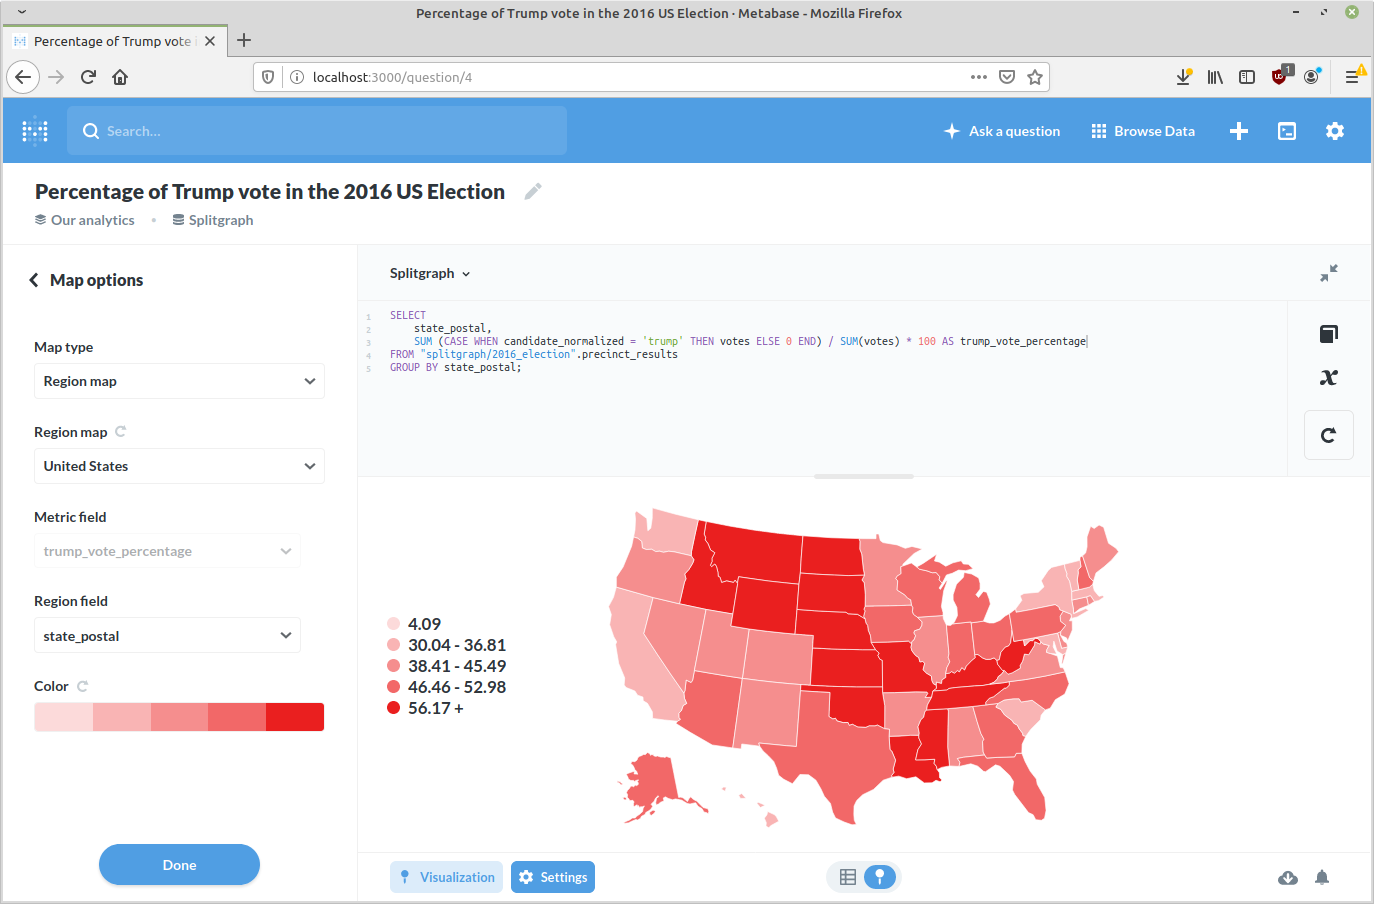 Percentage of Trump vote in the 2016 US Election · Metabase - Mozilla Firefox
Percentage of Trump vote i
localhost:3000/question/4
1
Search...
Ask a question
Browse Data
Percentage of Trump vote in the 2016 US Election
Our analytics • Splitgraph
Map options
Map type
Region map
Region map
United States
Metric field
trump_vote_percentage
Region field
state_postal
Color
Done
Splitgraph
1 SELECT
2 state_postal,
3 SUM (CASE WHEN candidate_normalized = 'trump' THEN votes ELSE 0 END) / SUM(votes) * 100 AS trump_vote_percentage
4 FROM "splitgraph/2016_election".precinct_results
5 GROUP BY state_postal;
x
4.09
30.04 - 36.81
38.41 - 45.49
46.46 - 52.98
56.17 +
Visualization
Settings